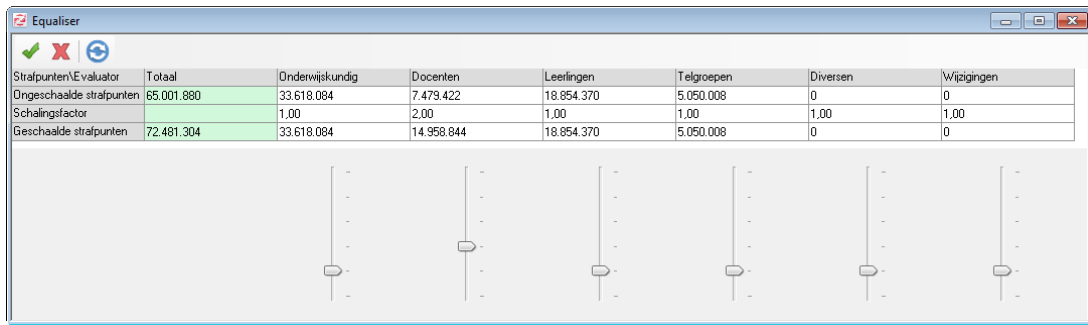 Equaliser
Strafpunten\Evaluator Totaal Onderwijskundig Docenten Leerlingen Telgroepen Diversen Wijzigingen
Ongeschaalde strafpunten 65.001.880 33.618.084 7.479.422 18.854.370 5.050.008 0 0
Schalingsfactor 1,00 2,00 1,00 1,00 1,00 1,00
Geschaalde strafpunten 72.481.304 33.618.084 14.958.844 18.854.370 5.050.008 0 0